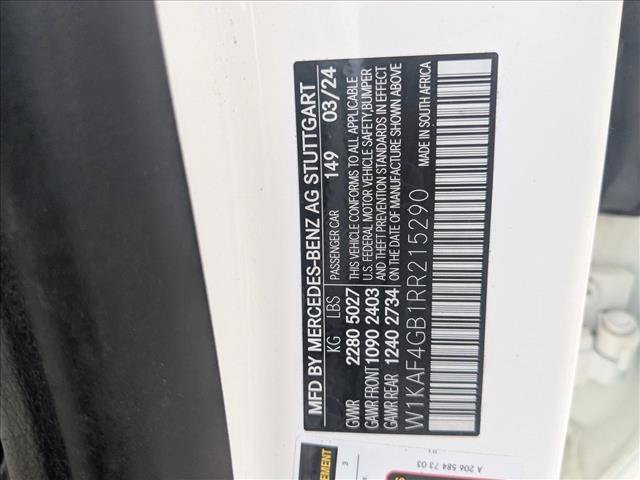 MFD BY MERCEDES-BENZ AG STUTTGART
KG LBS PASSENGER CAR 149 03/24
GVWR 2280 5027 THIS VEHICLE CONFORMS TO ALL APPLICABLE
GAWR FRONT 1090 2403 U.S. FEDERAL MOTOR VEHICLE SAFETY, BUMPER
GAWR REAR 1240 2734 AND THEFT PREVENTION STANDARDS IN EFFECT
ON DATE OF MANUFACTURE SHOWN ABOVE
MADE IN SOUTH AFRICA
W1KAF4GB1RR215290
A 206 584 73 03